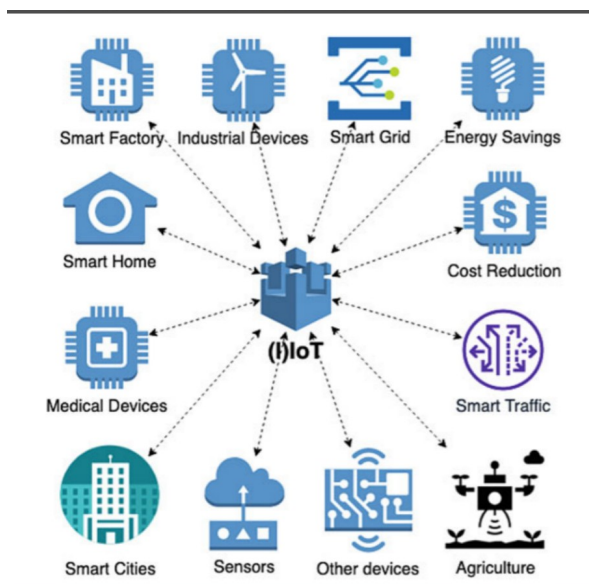 Smart Factory
Industrial Devices
Smart Grid
Energy Savings
Smart Home
Cost Reduction
(I)IoT
Medical Devices
Smart Traffic
Smart Cities
Sensors
Other devices
Agriculture
$